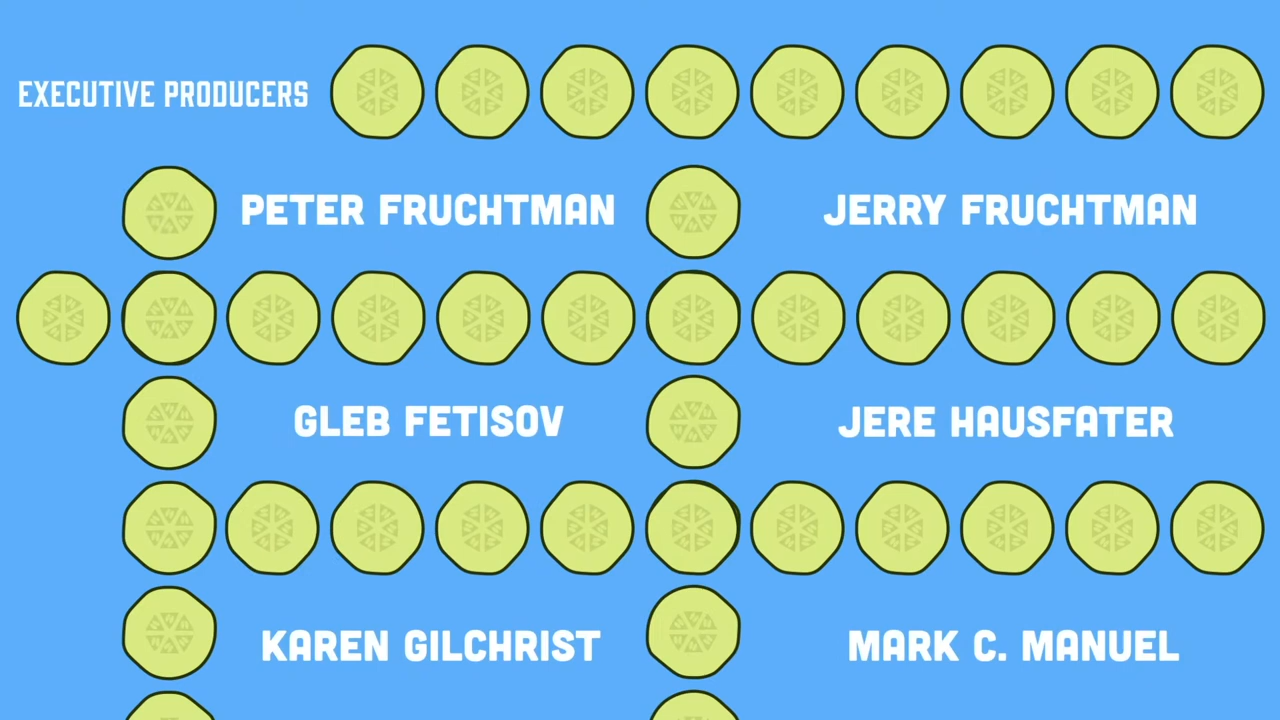 EXECUTIVE PRODUCERS
PETER FRUCHTMAN
JERRY FRUCHTMAN
GLEB FETISOV
JERE HAUSFATER
KAREN GILCHRIST
MARK C. MANUEL